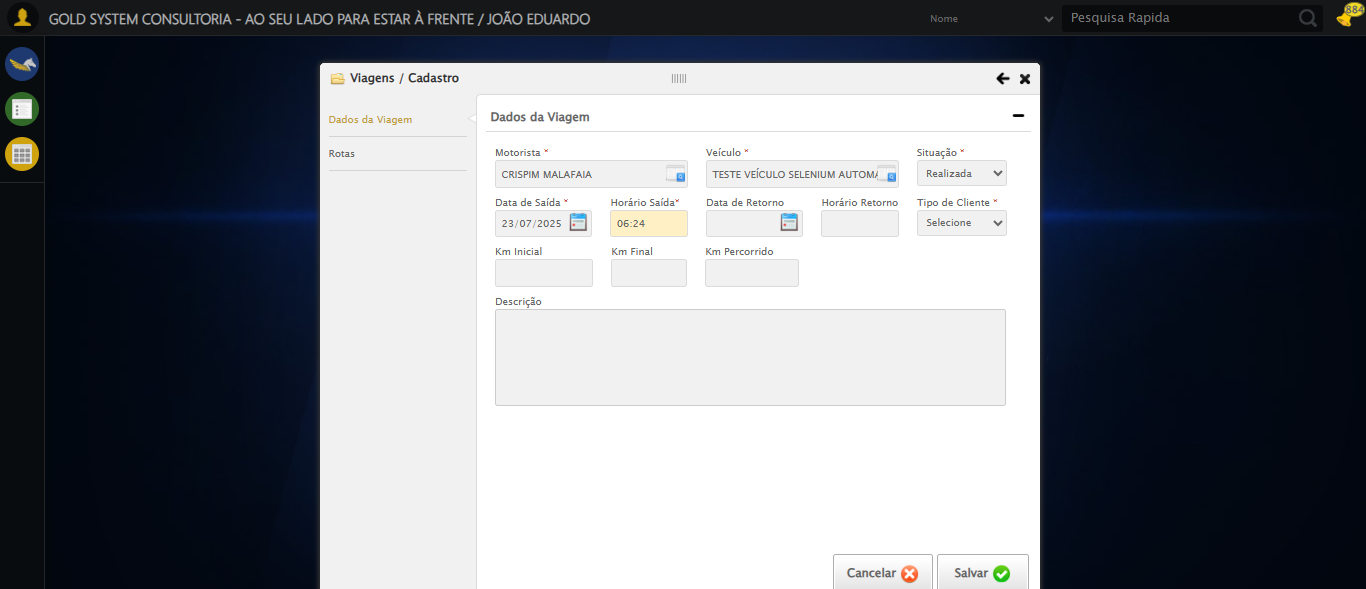 GOLD SYSTEM CONSULTORIA - AO SEU LADO PARA ESTAR À FRENTE / JOÃO EDUARDO
Nome
Pesquisa Rapida
884
Viagens / Cadastro
Dados da Viagem
Rotas
Dados da Viagem
Motorista * Veículo * Situação *
CRISPIM MALAFAIA TESTE VEÍCULO SELENIUM AUTOMA Realizada
Data de Saída * Horário Saída* Data de Retorno Horário Retorno Tipo de Cliente *
23/07/2025 06:24 Selecione
Km Inicial Km Final Km Percorrido
Descrição
Cancelar Salvar